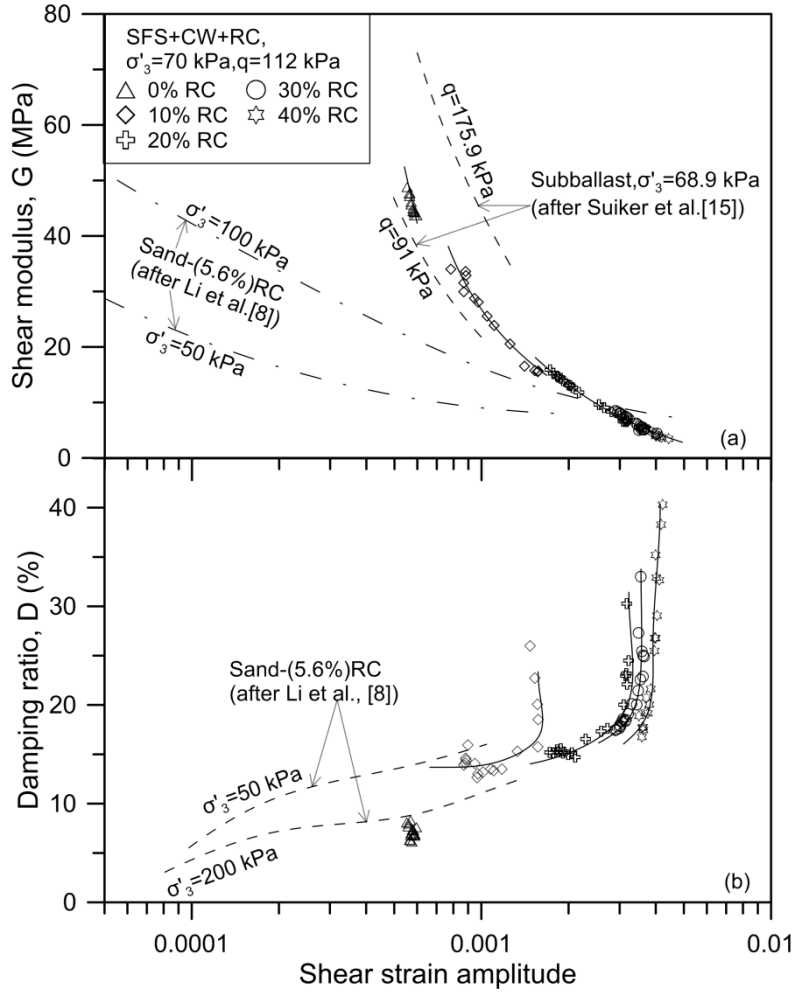 80
60
40
20
0
Shear modulus, G (MPa)
SFS+CW+RC,
σ'3=70 kPa,q=112 kPa
0% RC
30% RC
10% RC
40% RC
20% RC
q=175.9 kPa
Subballast,σ'3=68.9 kPa
(after Suiker et al.[15])
q=91 kPa
σ'3=100 kPa
Sand-(5.6%)RC
(after Li et al.[8])
σ'3=50 kPa
(a)
40
30
20
10
0
Damping ratio, D (%)
Sand-(5.6%)RC
(after Li et al., [8])
σ'3=50 kPa
σ'3=200 kPa
(b)
0.0001
0.001
0.01
Shear strain amplitude